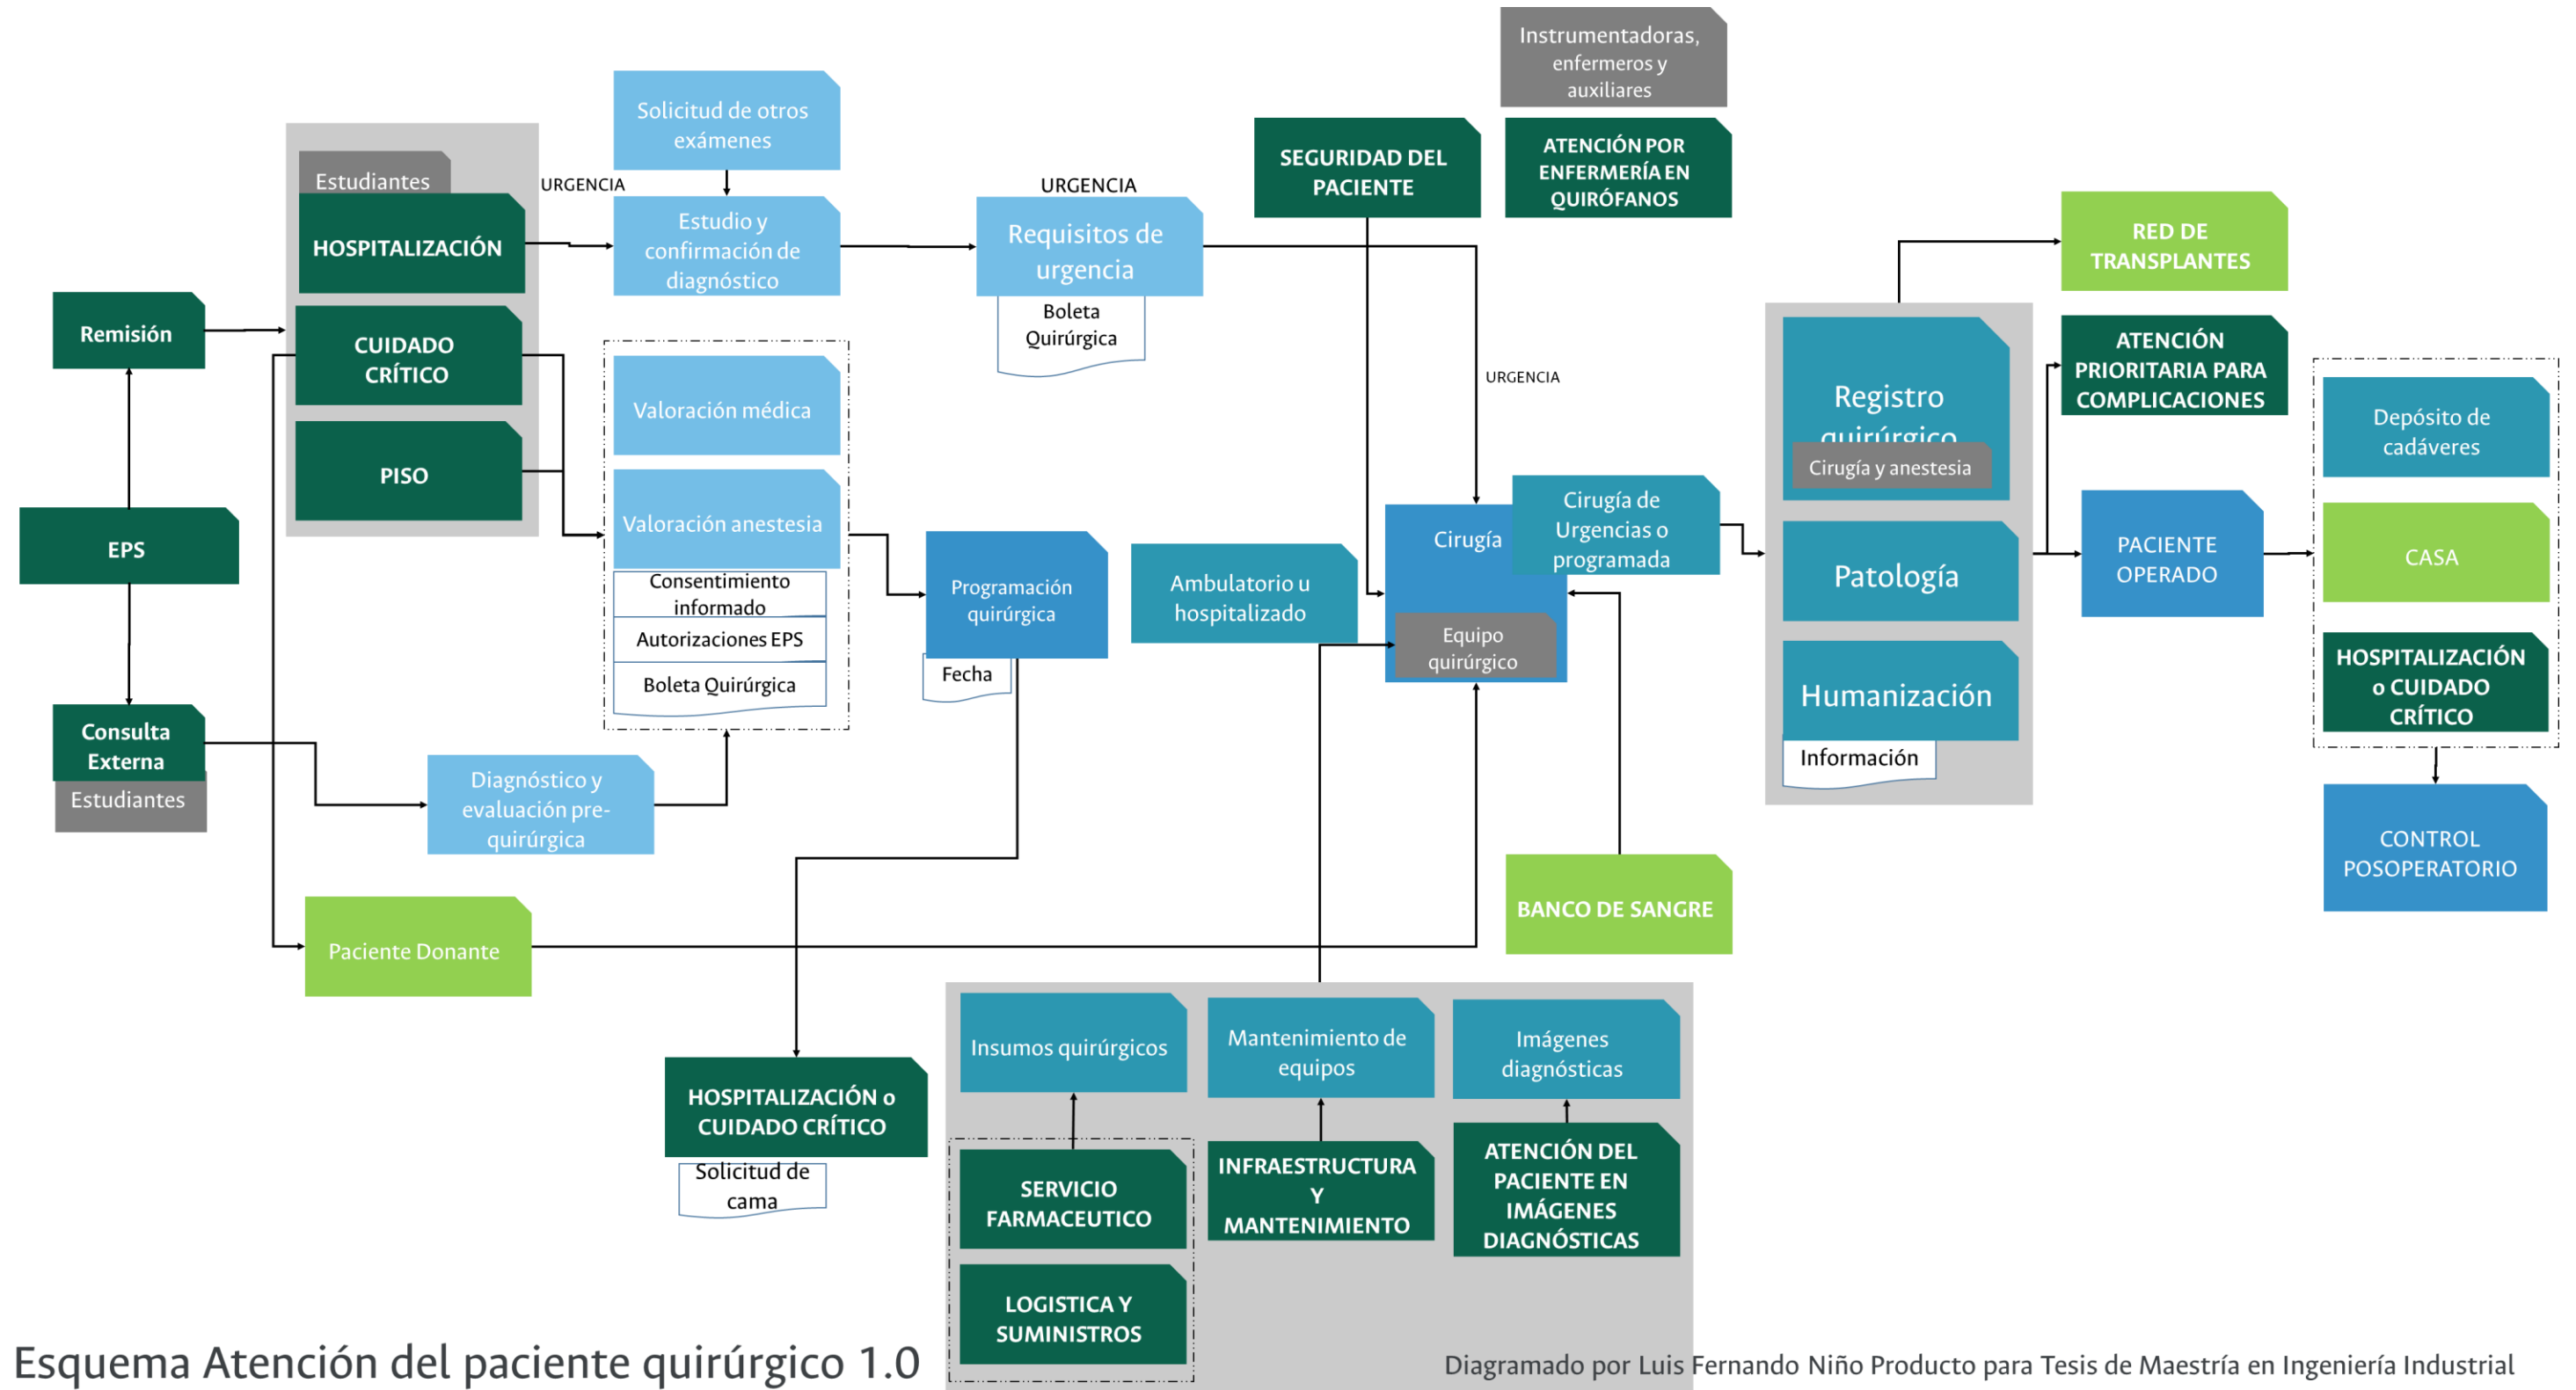 Instrumentadoras,
enfermeros y
auxiliares
Solicitud de otros
exámenes
SEGURIDAD DEL
PACIENTE
ATENCIÓN POR
ENFERMERÍA EN
QUIRÓFANOS
Estudiantes
URGENCIA
HOSPITALIZACIÓN
Estudio y
confirmación de
diagnóstico
URGENCIA
Requisitos de
urgencia
Boleta
Quirúrgica
RED DE
TRANSPLANTES
Remisión
CUIDADO
CRÍTICO
PISO
EPS
Consulta
Externa
Estudiantes
Valoración médica
Valoración anestesia
Consentimiento
informado
Autorizaciones EPS
Boleta Quirúrgica
Diagnóstico y
evaluación pre-
quirúrgica
Programación
quirúrgica
Fecha
URGENCIA
Ambulatorio u
hospitalizado
Cirugía
Cirugía de
Urgencias o
programada
Equipo
quirúrgico
Registro
quirúrgico
Cirugía y anestesia
Patología
Humanización
Información
ATENCIÓN
PRIORITARIA PARA
COMPLICACIONES
PACIENTE
OPERADO
Depósito de
cadáveres
CASA
HOSPITALIZACIÓN
o CUIDADO
CRÍTICO
CONTROL
POSOPERATORIO
BANCO DE SANGRE
Paciente Donante
HOSPITALIZACIÓN o
CUIDADO CRÍTICO
Solicitud de
cama
Insumos quirúrgicos
Mantenimiento de
equipos
Imágenes
diagnósticas
SERVICIO
FARMACEUTICO
INFRAESTRUCTURA
Y
MANTENIMIENTO
ATENCIÓN DEL
PACIENTE EN
IMÁGENES
DIAGNÓSTICAS
LOGISTICA Y
SUMINISTROS
Esquema Atención del paciente quirúrgico 1.0
Diagramado por Luis Fernando Niño Producto para Tesis de Maestría en Ingeniería Industrial